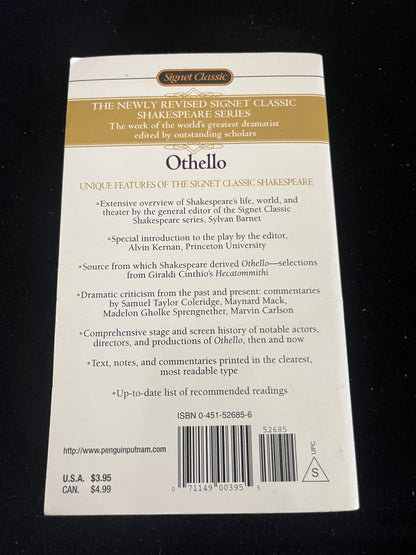 Signet Classic
THE NEWLY REVISED SIGNET CLASSIC
SHAKESPEARE SERIES
The work of the world's greatest dramatist
edited by outstanding scholars
Othello
UNIQUE FEATURES OF THE SIGNET CLASSIC SHAKESPEARE
•Extensive overview of Shakespeare's life, world, and
theater by the general editor of the Signet Classic
Shakespeare series, Sylvan Barnet
•Special introduction to the play by the editor,
Alvin Kernan, Princeton University
•Source from which Shakespeare derived Othello—selections
from Giraldi Cinthio's Hecatommithi
•Dramatic criticism from the past and present: commentaries
by Samuel Taylor Coleridge, Maynard Mack,
Madelon Gholke Sprengnether, Marvin Carlson
•Comprehensive stage and screen history of notable actors,
directors, and productions of Othello, then and now
•Text, notes, and commentaries printed in the clearest,
most readable type
•Up-to-date list of recommended readings
ISBN 0-451-52685-6
52685
http://www.penguinputnam.com
UPC
S
U.S.A. $3.95
CAN. $4.99
0 71149 00395 5